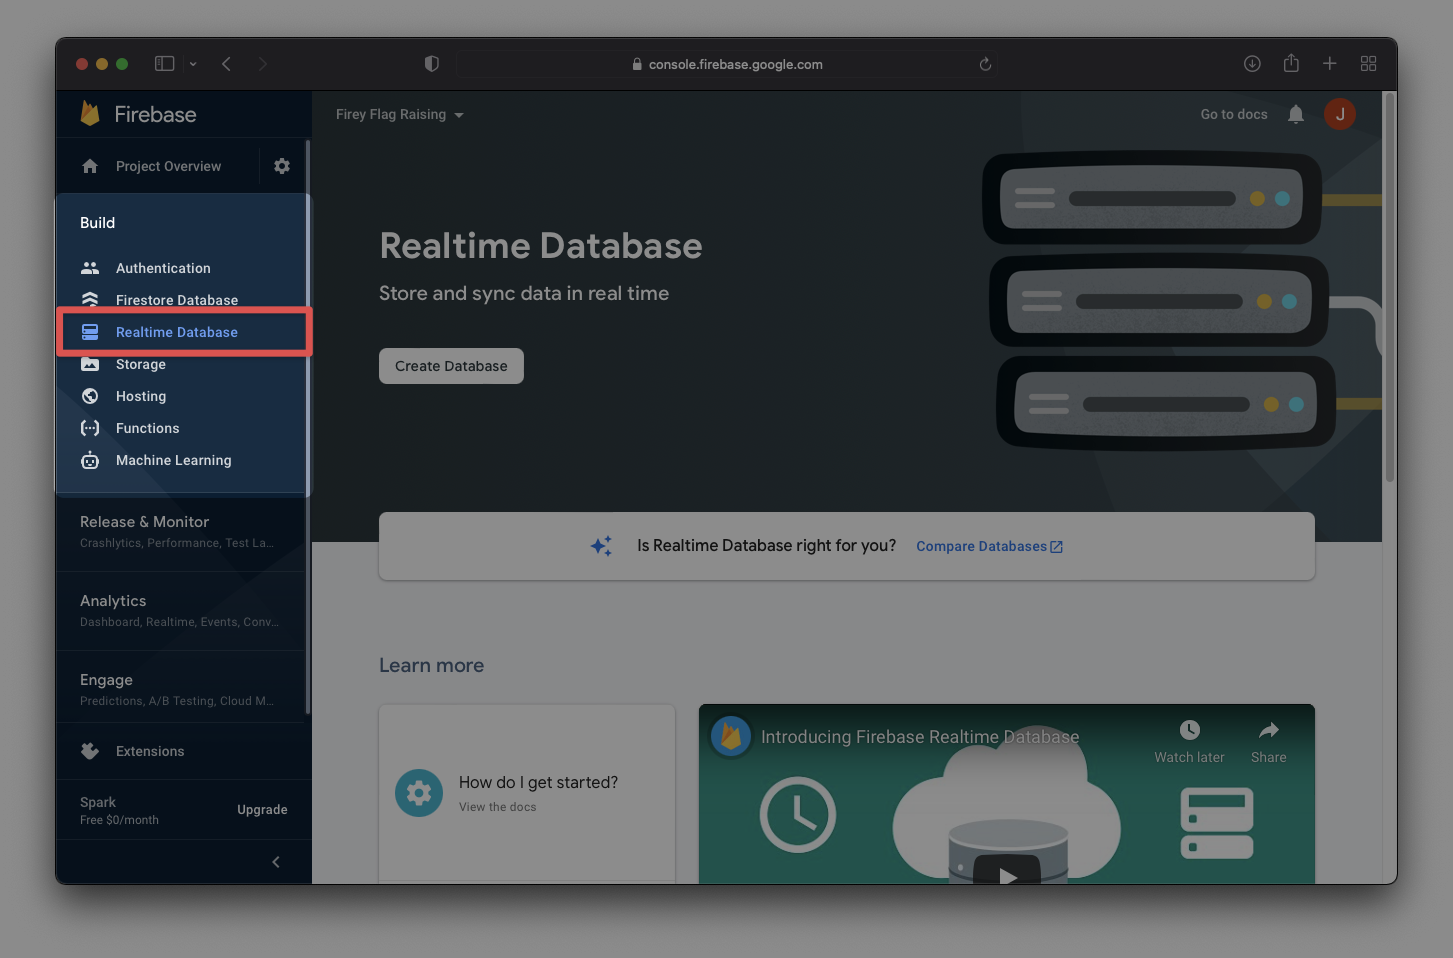 console.firebase.google.com
Firebase
Firey Flag Raising
Go to docs
J
Project Overview
Build
Authentication
Firestore Database
Realtime Database
Storage
Hosting
Functions
Machine Learning
Release & Monitor
Crashlytics, Performance, Test La...
Analytics
Dashboard, Realtime, Events, Conv...
Engage
Predictions, A/B Testing, Cloud M...
Extensions
Spark
Free $0/month
Upgrade
Realtime Database
Store and sync data in real time
Create Database
Is Realtime Database right for you? Compare Databases
Learn more
How do I get started?
View the docs
Introducing Firebase Realtime Database
Watch later
Share